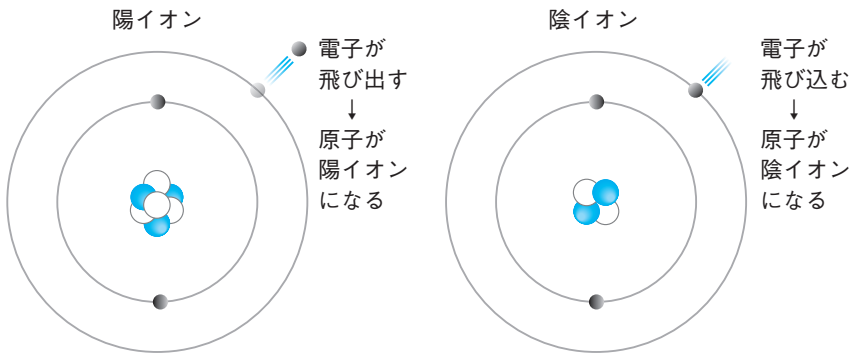 陽イオン
電子が
飛び出す
↓
原子が
陽イオン
になる
陰イオン
電子が
飛び込む
↓
原子が
陰イオン
になる